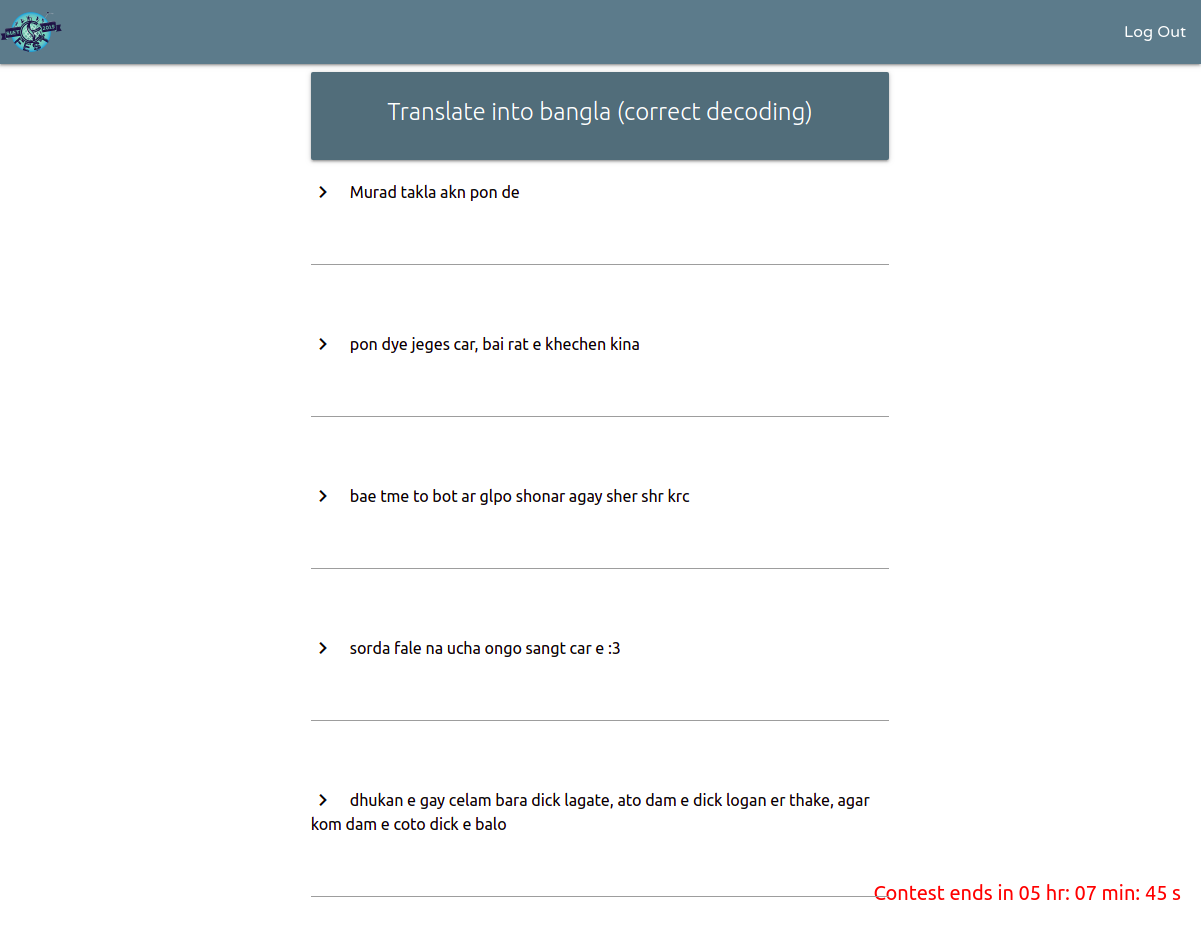 FEST
2015
Log Out
Translate into bangla (correct decoding)
Murad takla akn pon de
pon dye jeges car, bai rat e khechen kina
bae tme to bot ar glpo shonar agay sher shr krc
sorda fale na ucha ongo sangt car e :3
dhukan e gay celam bara dick lagate, ato dam e dick logan er thake, agar
kom dam e coto dick e balo
Contest ends in 05 hr: 07 min: 45 s